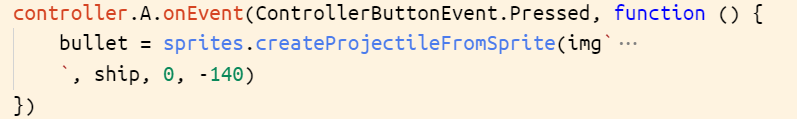 controller.A.onEvent(ControllerButtonEvent.Pressed, function () {
    bullet = sprites.createProjectileFromSprite(img`⋯
    `, ship, 0, -140)
})